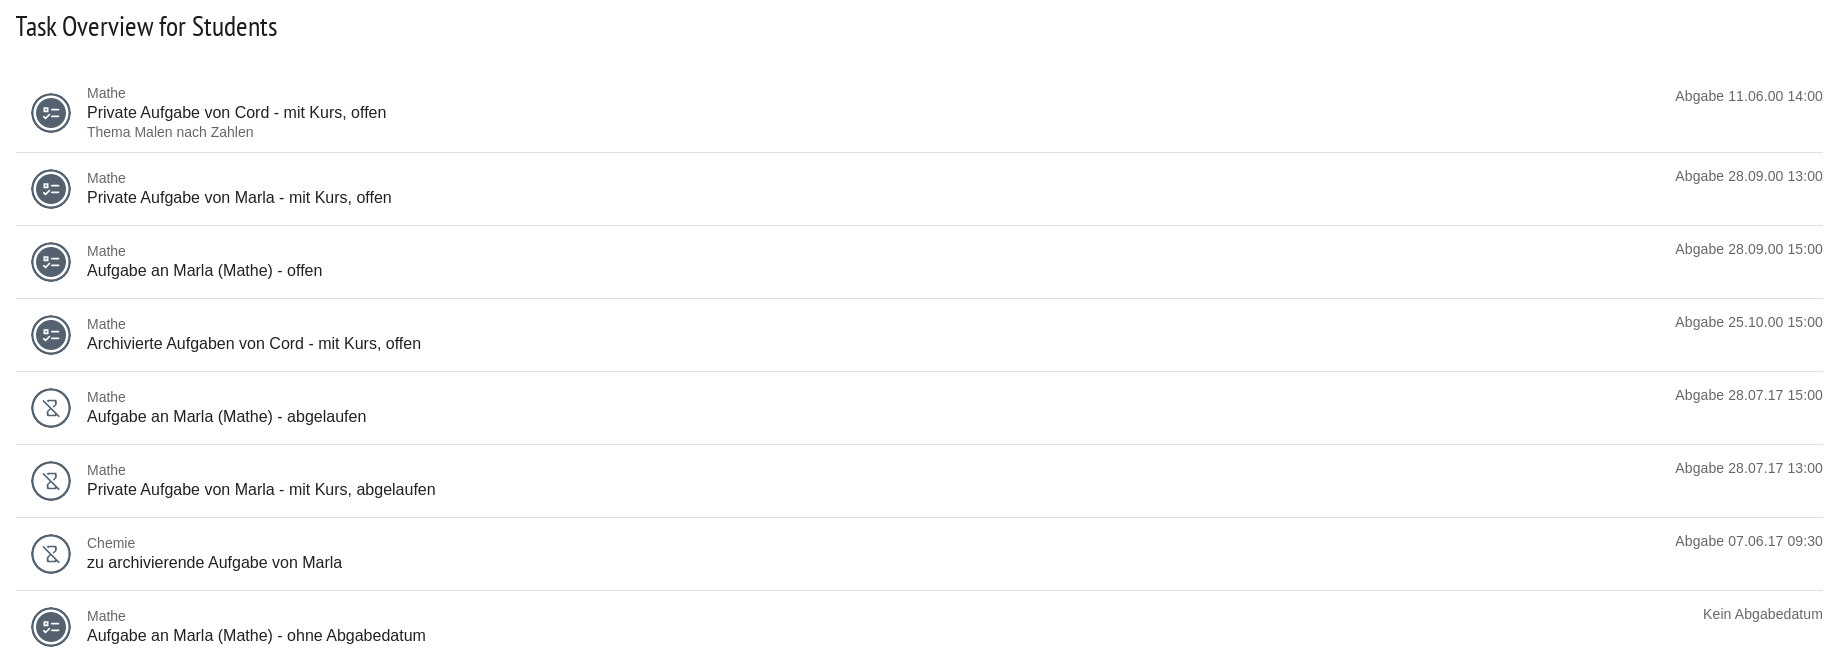 Task Overview for Students
Mathe
Abgabe 11.06.00 14:00
Private Aufgabe von Cord - mit Kurs, offen
Thema Malen nach Zahlen
Mathe
Abgabe 28.09.00 13:00
Private Aufgabe von Marla - mit Kurs, offen
Mathe
Abgabe 28.09.00 15:00
Aufgabe an Marla (Mathe) - offen
Mathe
Abgabe 25.10.00 15:00
Archivierte Aufgaben von Cord - mit Kurs, offen
Mathe
Abgabe 28.07.17 15:00
Aufgabe an Marla (Mathe) - abgelaufen
Mathe
Abgabe 28.07.17 13:00
Private Aufgabe von Marla - mit Kurs, abgelaufen
Chemie
Abgabe 07.06.17 09:30
zu archivierende Aufgabe von Marla
Mathe
Kein Abgabedatum
Aufgabe an Marla (Mathe) - ohne Abgabedatum